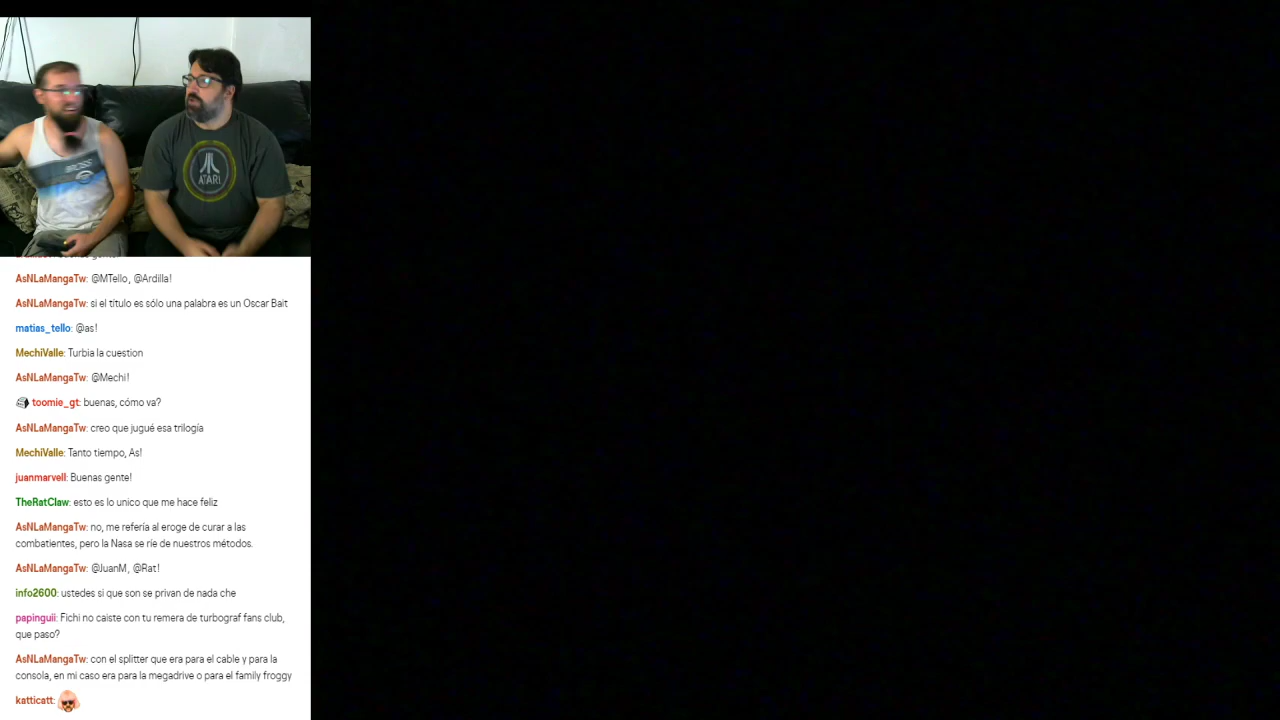 ATARI
AsNLaMangaTw: @MTello, @Ardilla!
AsNLaMangaTw: si el título es sólo una palabra es un Oscar Bait
matias_tello: @as!
MechiValle: Turbia la cuestion
AsNLaMangaTw: @Mechi!
toomie_gt: buenas, cómo va?
AsNLaMangaTw: creo que jugué esa trilogía
MechiValle: Tanto tiempo, As!
juanmarvell: Buenas gente!
TheRatClaw: esto es lo unico que me hace feliz
AsNLaMangaTw: no, me refería al eroge de curar a las
combatientes, pero la Nasa se ríe de nuestros métodos.
AsNLaMangaTw: @JuanM, @Rat!
info2600: ustedes si que son se privan de nada che
papinguii: Fichi no caiste con tu remera de turbograf fans club,
que paso?
AsNLaMangaTw: con el splitter que era para el cable y para la
consola, en mi caso era para la megadrive o para el family froggy
katticatt: